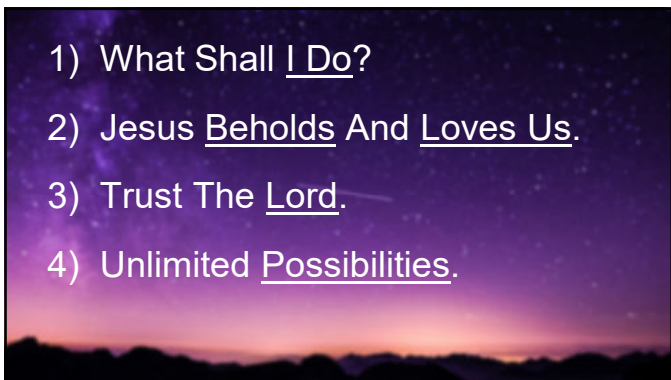 1) What Shall I Do?
2) Jesus Beholds And Loves Us.
3) Trust The Lord.
4) Unlimited Possibilities.